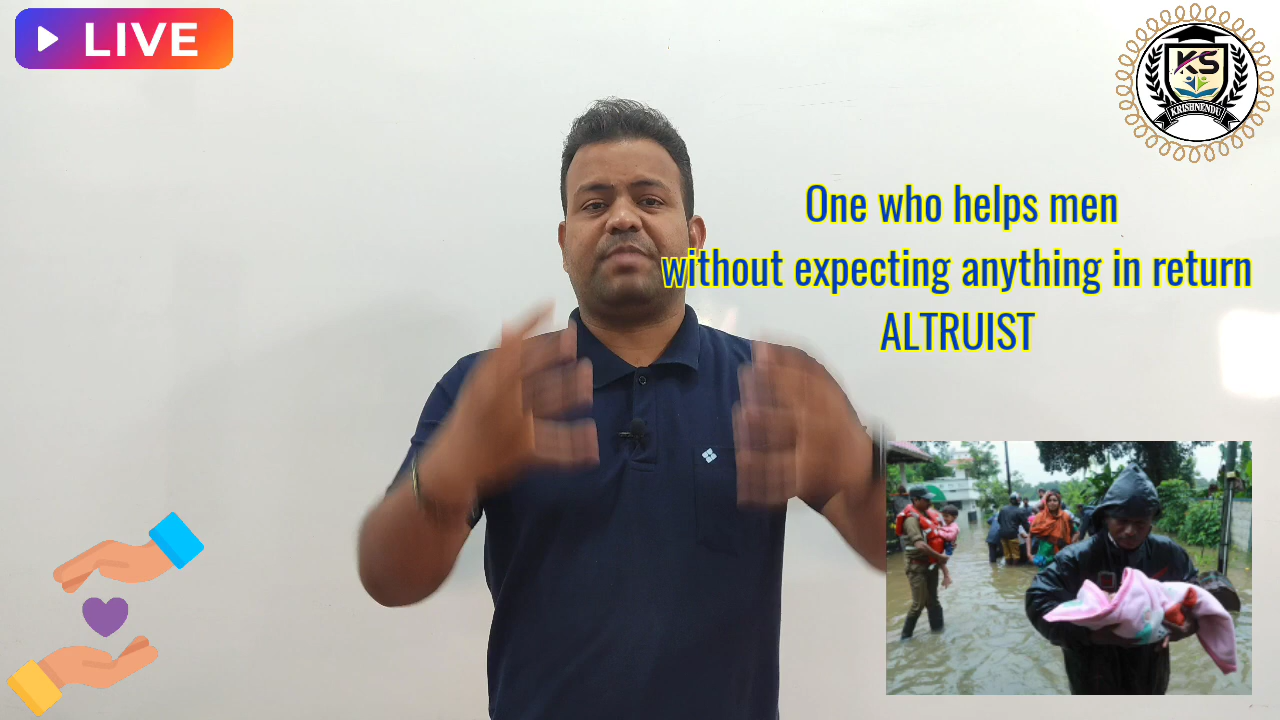 LIVE
KS
KRISHNENDU
One who helps men
without expecting anything in return
ALTRUIST